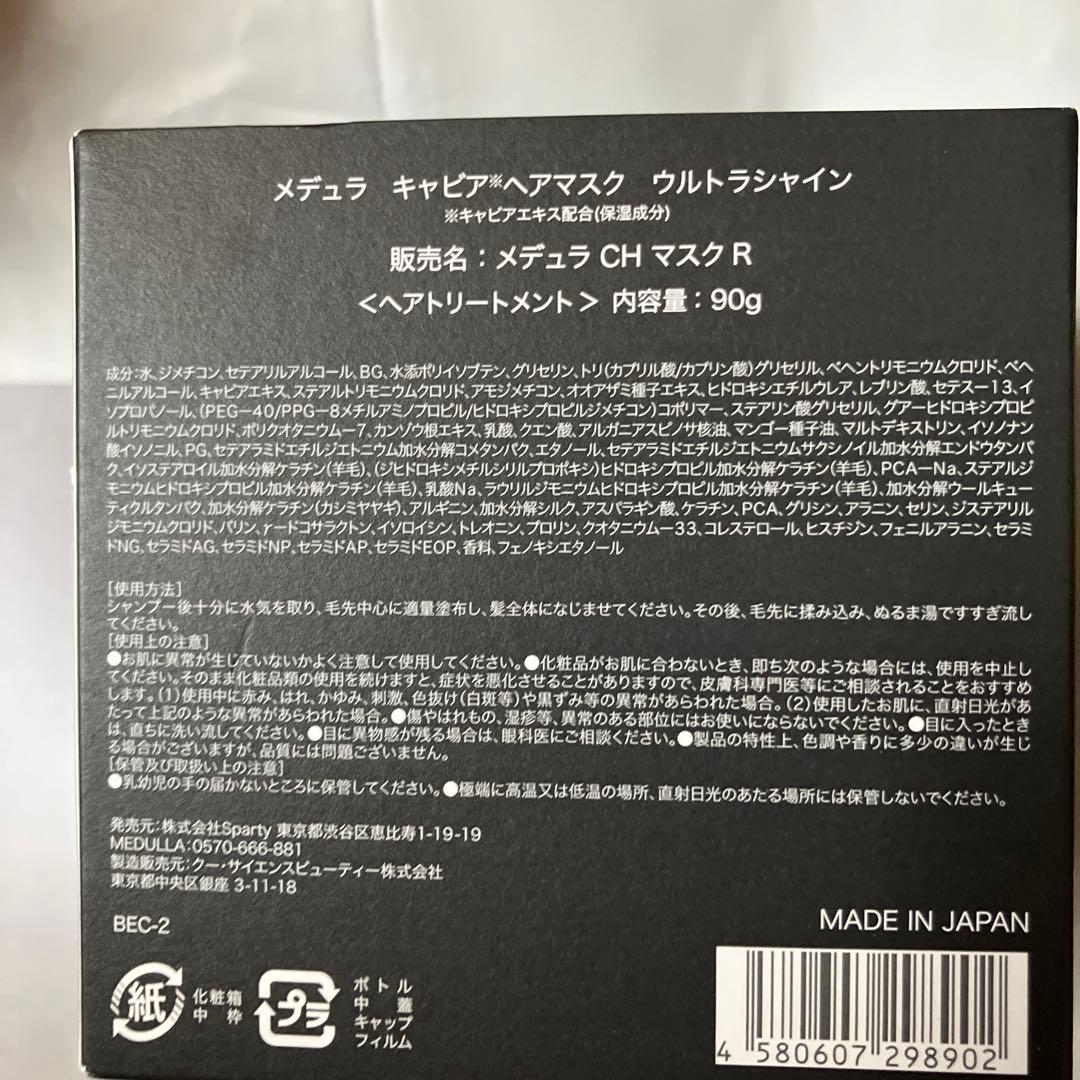 メデュラ　キャビア※ヘアマスク　ウルトラシャイン
※キャビアエキス配合(保湿成分)
販売名：メデュラ CH マスク R
＜ヘアトリートメント＞ 内容量：90g
成分:水、ジメチコン、セテアリルアルコール、BG、水添ポリイソブテン、グリセリン、トリ(カプリル酸/カプリン酸)グリセリル、ベヘントリモニウムクロリド、ベヘ
ニルアルコール、キャビアエキス、ステアルトリモニウムクロリド、アモジメチコン、オオアザミ種子エキス、ヒドロキシエチルウレア、レブリン酸、セテスー13、イ
ソプロパノール、(PEG-40/PPG-8メチルアミノプロピル/ヒドロキシプロピルジメチコン)コポリマー、ステアリン酸グリセリル、グアーヒドロキシプロピ
ルトリモニウムクロリド、ポリクオタニウムー7、カンゾウ根エキス、乳酸、クエン酸、アルガニアスピノサ核油、マンゴー種子油、マルトデキストリン、イソノナン
酸イソノニル、PG、セテアラミドエチルジエトニウム加水分解コメタンパク、エタノール、セテアラミドエチルジエトニウムサクシノイル加水分解エンドウタンパ
ク、イソステアロイル加水分解ケラチン(羊毛)、(ジヒドロキシメチルシリルプロポキシ)ヒドロキシプロピル加水分解ケラチン(羊毛)、PCAーNa、ステアルジ
モニウムヒドロキシプロピル加水分解ケラチン(羊毛)、乳酸Na、ラウリルジモニウムヒドロキシプロピル加水分解ケラチン(羊毛)、加水分解ウールキュー
ティクルタンパク、加水分解ケラチン(カシミヤヤギ)、アルギニン、加水分解シルク、アスパラギン酸、ケラチン、PCA、グリシン、アラニン、セリン、ジステアリル
ジモニウムクロリド、バリン、γードコサラクトン、イソロイシン、トレオニン、プロリン、クオタニウムー33、コレステロール、ヒスチジン、フェニルアラニン、セラミ
ドNG、セラミドAG、セラミドNP、セラミドAP、セラミドEOP、香料、フェノキシエタノール
[使用方法]
シャンプー後十分に水気を取り、毛先中心に適量塗布し、髪全体になじませてください。その後、毛先に揉み込み、ぬるま湯ですすぎ流し
てください。
[使用上の注意]
●お肌に異常が生じていないかよく注意して使用してください。●化粧品がお肌に合わないとき、即ち次のような場合には、使用を中止し
てください。そのまま化粧品類の使用を続けますと、症状を悪化させることがありますので、皮膚科専門医等にご相談されることをおすすめ
します。(1)使用中に赤み、はれ、かゆみ、刺激、色抜け(白斑等)や黒ずみ等の異常があらわれた場合。(2)使用したお肌に、直射日光があ
たって上記のような異常があらわれた場合。●傷やはれもの、湿疹等、異常のある部位にはお使いにならないでください。●目に入ったとき
は、直ちに洗い流してください。●目に異物感が残る場合は、眼科医にご相談ください。●製品の特性上、色調や香りに多少の違いが生じ
る場合がございますが、品質には問題ございません。
[保管及び取扱い上の注意]
●乳幼児の手の届かないところに保管してください。●極端に高温又は低温の場所、直射日光のあたる場所には保管しないでください。
発売元:株式会社Sparty 東京都渋谷区恵比寿1-19-19
MEDULLA:0570-666-881
製造販売元:クー・サイエンスビューティー株式会社
東京都中央区銀座 3-11-18
BEC-2
MADE IN JAPAN
紙
化粧箱
中 枠
プラ
ボトル
中 蓋
キャップ
フィルム
4 580607 298902